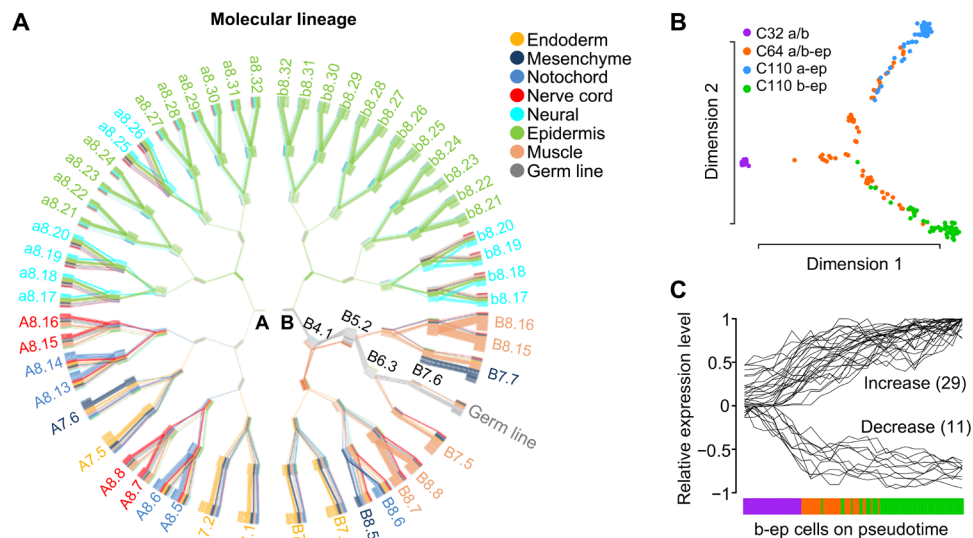 A
Molecular lineage
Endoderm
Mesenchyme
Notochord
Nerve cord
Neural
Epidermis
Muscle
Germ line
a8.32
a8.31
a8.30
a8.29
a8.28
a8.27
a8.26
a8.25
a8.24
a8.23
a8.22
a8.21
a8.20
a8.19
a8.18
a8.17
A8.16
A8.15
A8.14
A8.13
A7.6
A7.5
A8.8
A8.7
A8.6
A8.5
7.2
b8.32
b8.31
b8.30
b8.29
b8.28
b8.27
b8.26
b8.25
b8.24
b8.23
b8.22
b8.21
b8.20
b8.19
b8.18
b8.17
B8.16
B8.15
B7.7
Germ line
B7.5
B8.8
B8.7
B8.6
B8.5
A B
B4.1
B5.2
B6.3
B7.6
B
C32 a/b
C64 a/b-ep
C110 a-ep
C110 b-ep
Dimension 2
Dimension 1
C
Relative expression level
1
0.5
0
−0.5
−1
Increase (29)
Decrease (11)
b-ep cells on pseudotime